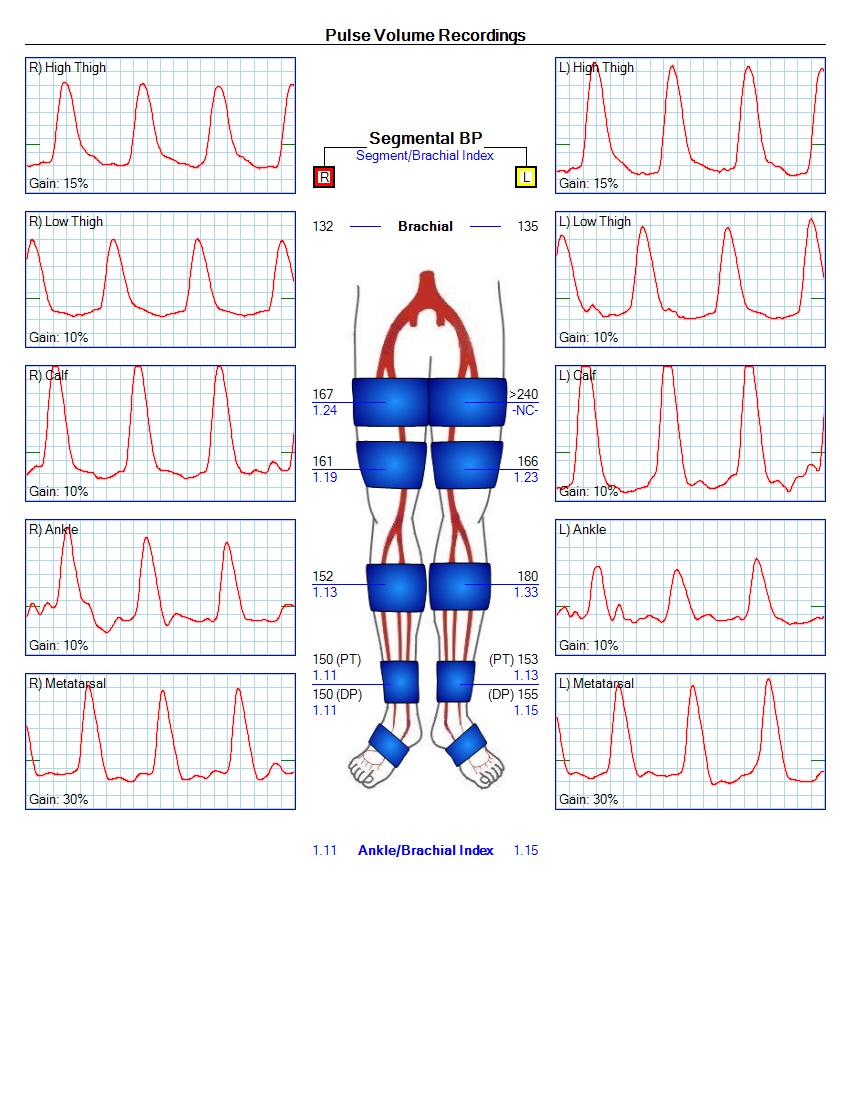 Pulse Volume Recordings
R) High Thigh
Gain: 15%
L) High Thigh
Gain: 15%
Segmental BP
Segment/Brachial Index
R
L
132 Brachial 135
R) Low Thigh
Gain: 10%
L) Low Thigh
Gain: 10%
R) Calf
Gain: 10%
L) Calf
Gain: 10%
167 >240
1.24 -NC-
161 166
1.19 1.23
R) Ankle
Gain: 10%
L) Ankle
Gain: 10%
152 180
1.13 1.33
150 (PT) (PT) 153
1.11 1.13
150 (DP) (DP) 155
1.11 1.15
R) Metatarsal
Gain: 30%
L) Metatarsal
Gain: 30%
1.11 Ankle/Brachial Index 1.15